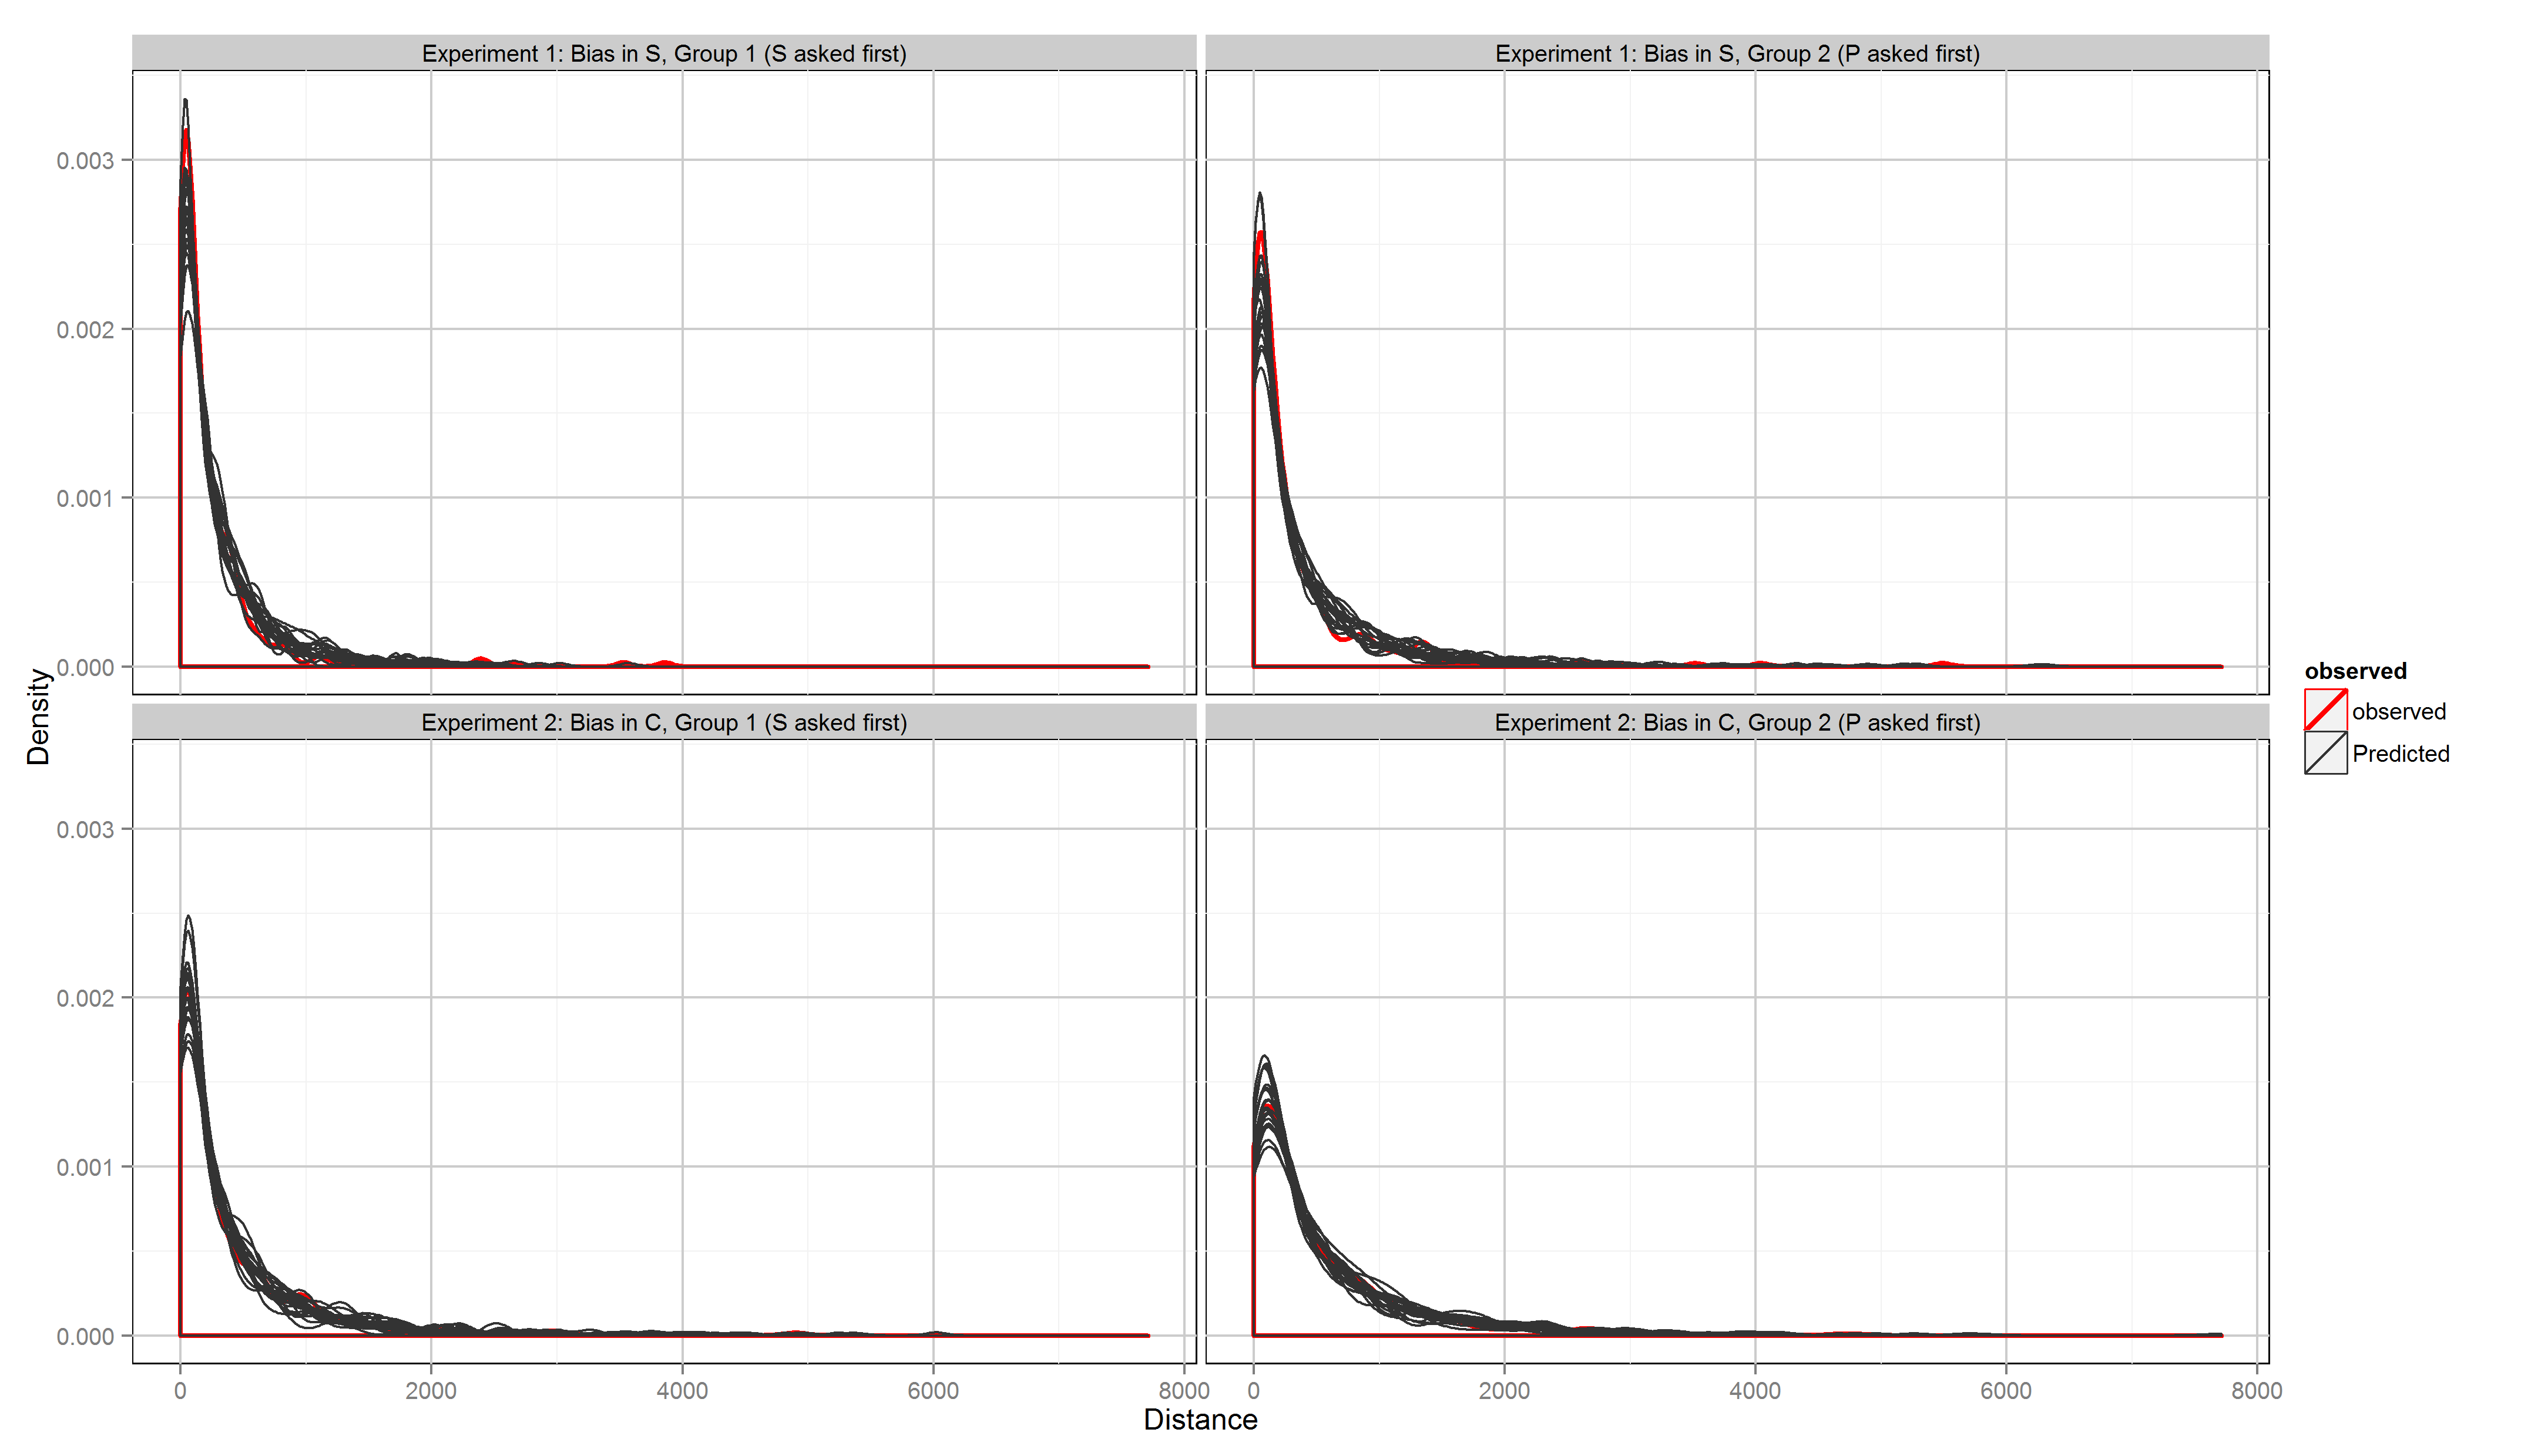 Experiment 1: Bias in S, Group 1 (S asked first)
Experiment 1: Bias in S, Group 2 (P asked first)
0.003
0.002
0.001
0.000
Experiment 2: Bias in C, Group 1 (S asked first)
Experiment 2: Bias in C, Group 2 (P asked first)
0.003
0.002
0.001
0.000
0 2000 4000 6000 8000
0 2000 4000 6000 8000
Distance
Density
observed
observed
Predicted